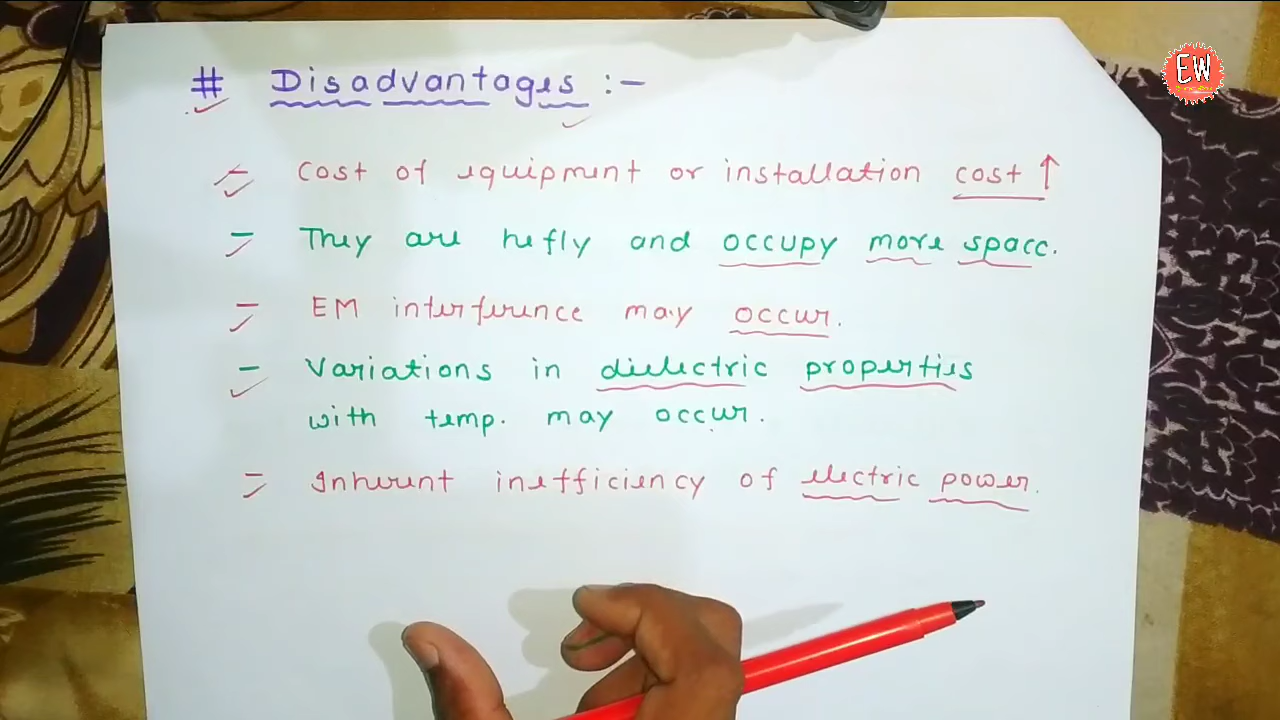 # Disadvantages :-
- Cost of equipment or installation cost ↑
- They are hefly and occupy more space.
- EM interference may occur.
- Variations in dielectric properties
with temp. may occur.
- Inherent inefficiency of electric power.
EW